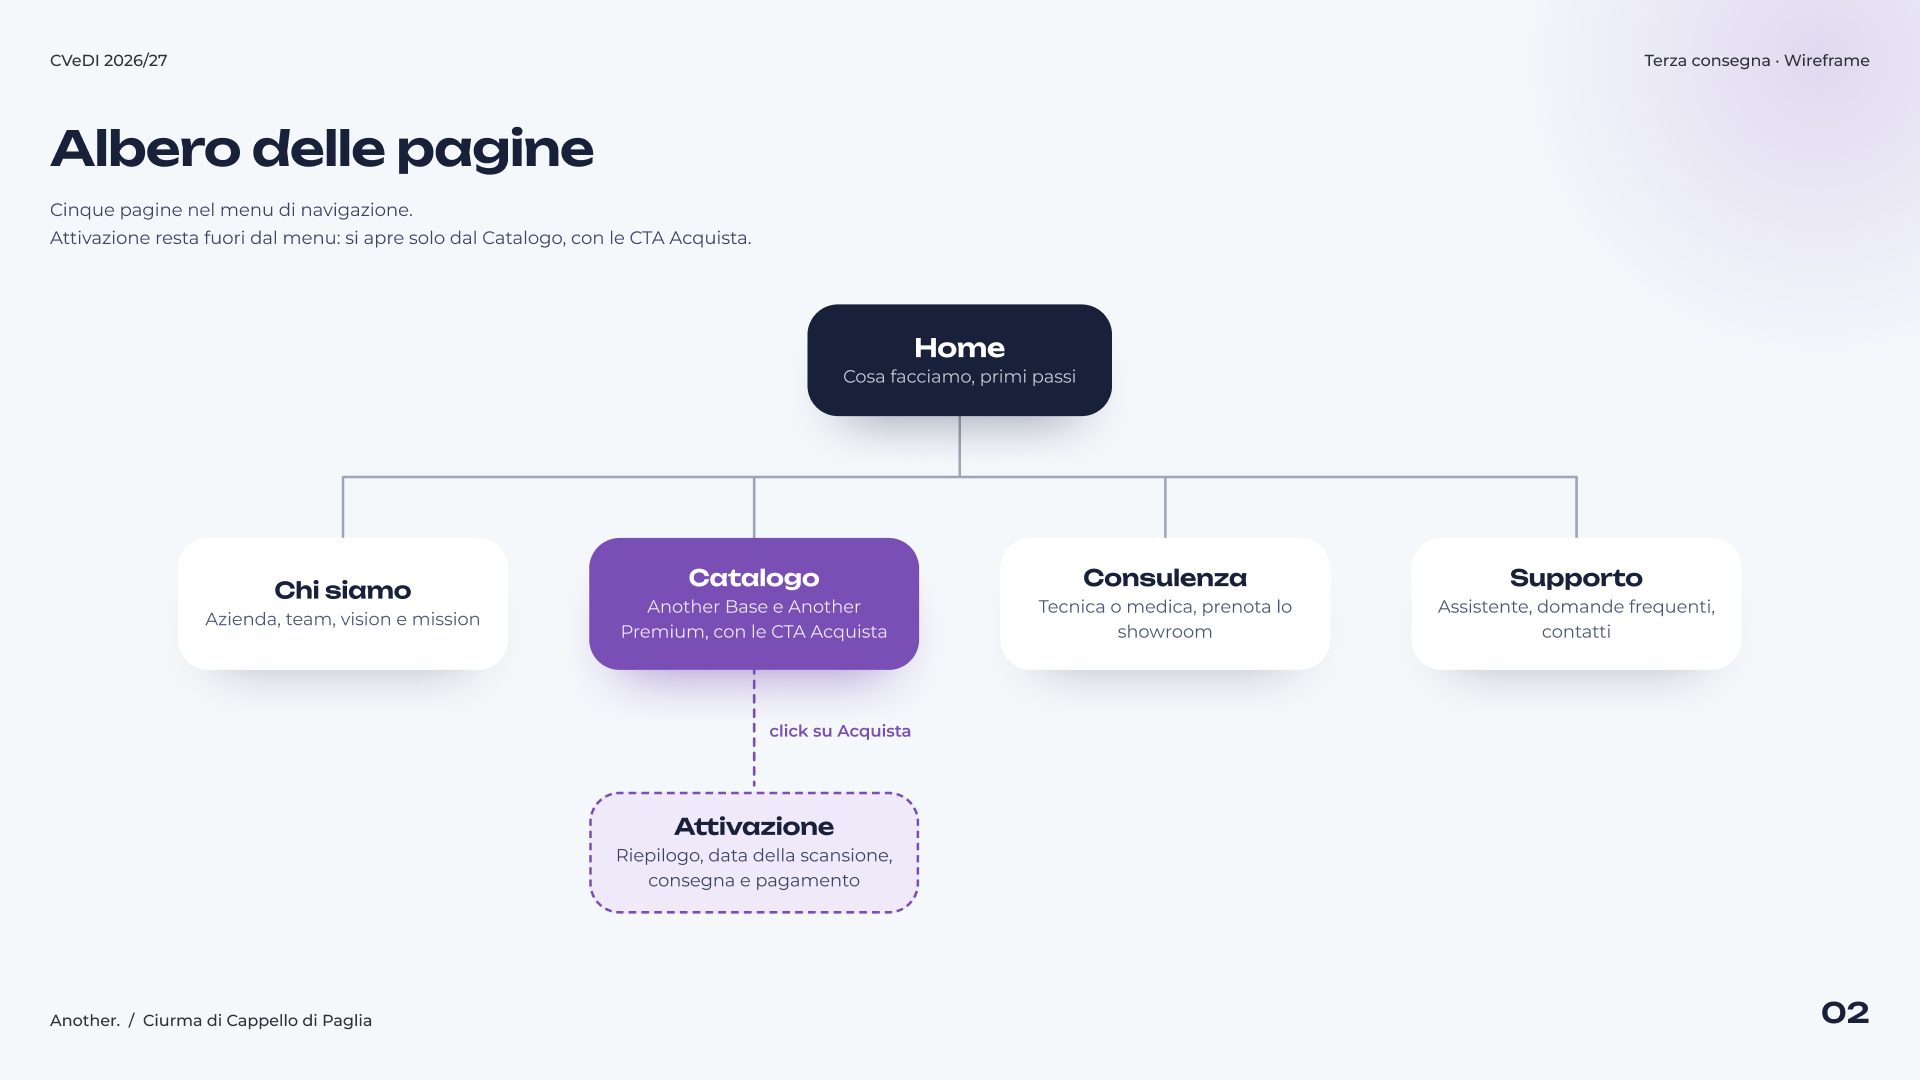 CVeDI 2026/27
Terza consegna · Wireframe
Albero delle pagine
Cinque pagine nel menu di navigazione.
Attivazione resta fuori dal menu: si apre solo dal Catalogo, con le CTA Acquista.
Home
Cosa facciamo, primi passi
Chi siamo
Azienda, team, vision e mission
Catalogo
Another Base e Another
Premium, con le CTA Acquista
Consulenza
Tecnica o medica, prenota lo
showroom
Supporto
Assistente, domande frequenti,
contatti
click su Acquista
Attivazione
Riepilogo, data della scansione,
consegna e pagamento
Another. / Ciurma di Cappello di Paglia
02